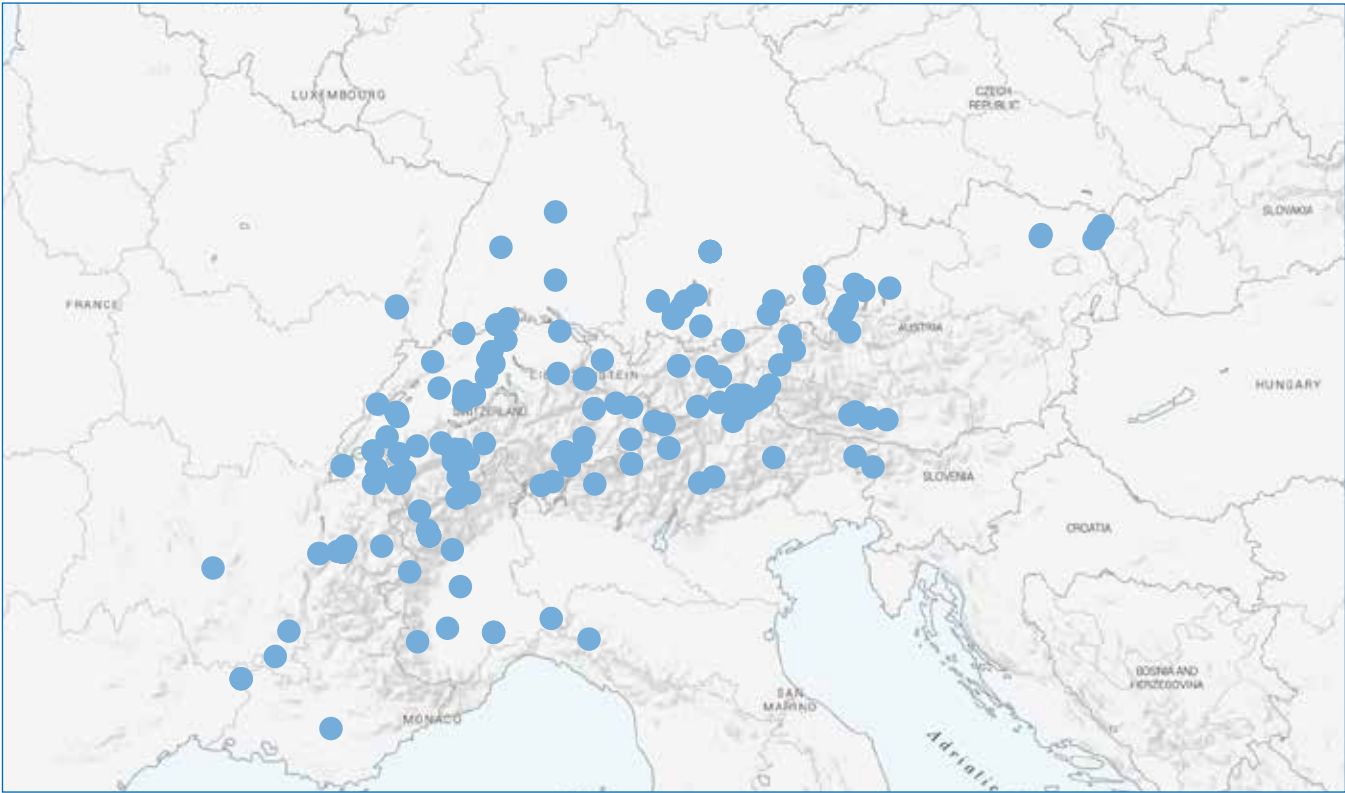 LUXEMBOURG
CZECH
REPUBLIC
SLOVAKIA
FRANCE
AUSTRIA
HUNGARY
SWITZERLAND
SLOVENIA
CROATIA
BOSNIA AND
HERZEGOVINA
SAN
MARINO
MONACO
Adriatic